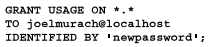 GRANT USAGE ON *.*
TO joelmurach@localhost
IDENTIFIED BY 'newpassword';